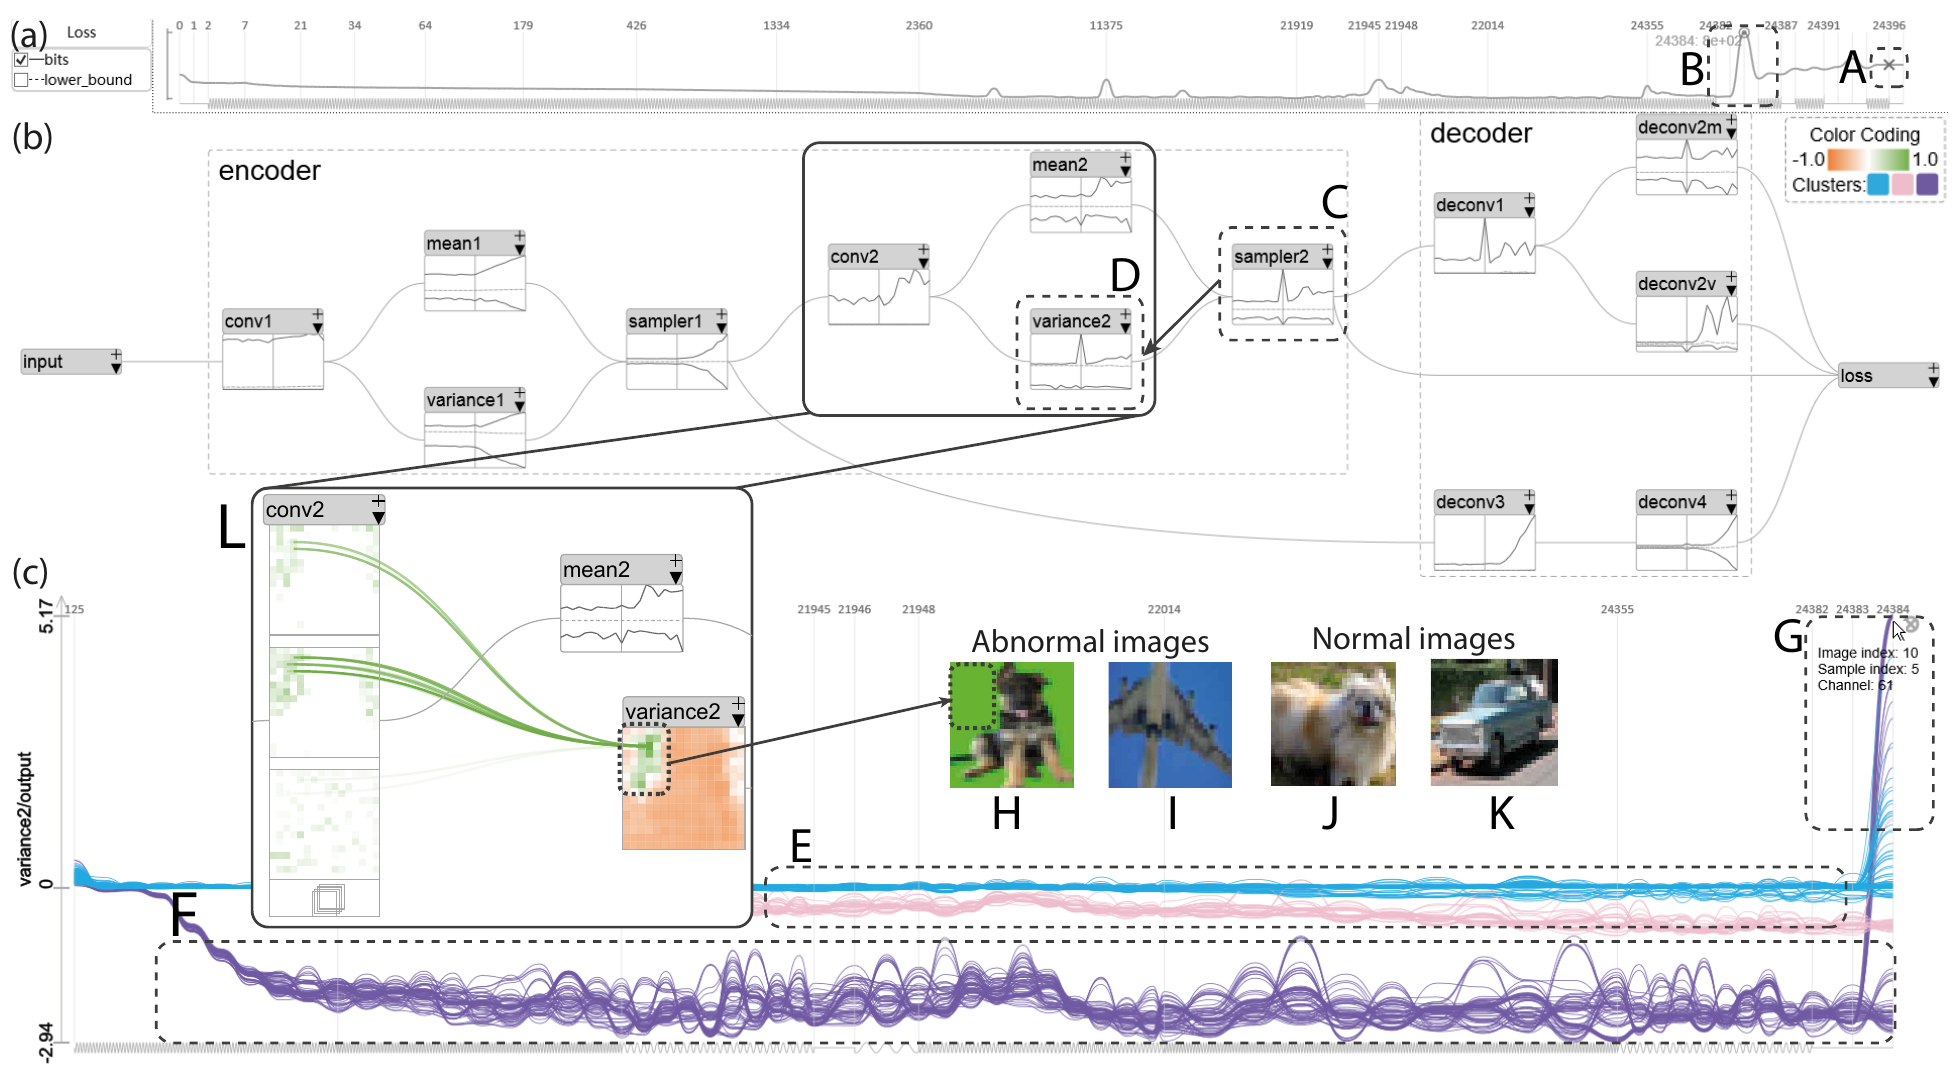 (a)
Loss
bits
lower_bound
0 1 2 7 21 34 64 179 426 1334 2360 11375 21919 21945 21948 22014 24355 24382 24387 24391 24396
24384: 8e+02
B
A
(b)
encoder
decoder
Color Coding
-1.0 1.0
Clusters:
input
conv1
mean1
variance1
sampler1
conv2
mean2
D
variance2
C
sampler2
deconv1
deconv2m
deconv2v
deconv3
deconv4
loss
L
conv2
mean2
variance2
(c)
5.17
125
21945 21946 21948 22014 24355 24382 24383 24384
variance2/output
0
-2.94
Abnormal images
Normal images
H
I
J
K
G
Image index: 10
Sample index: 5
Channel: 61
E
F